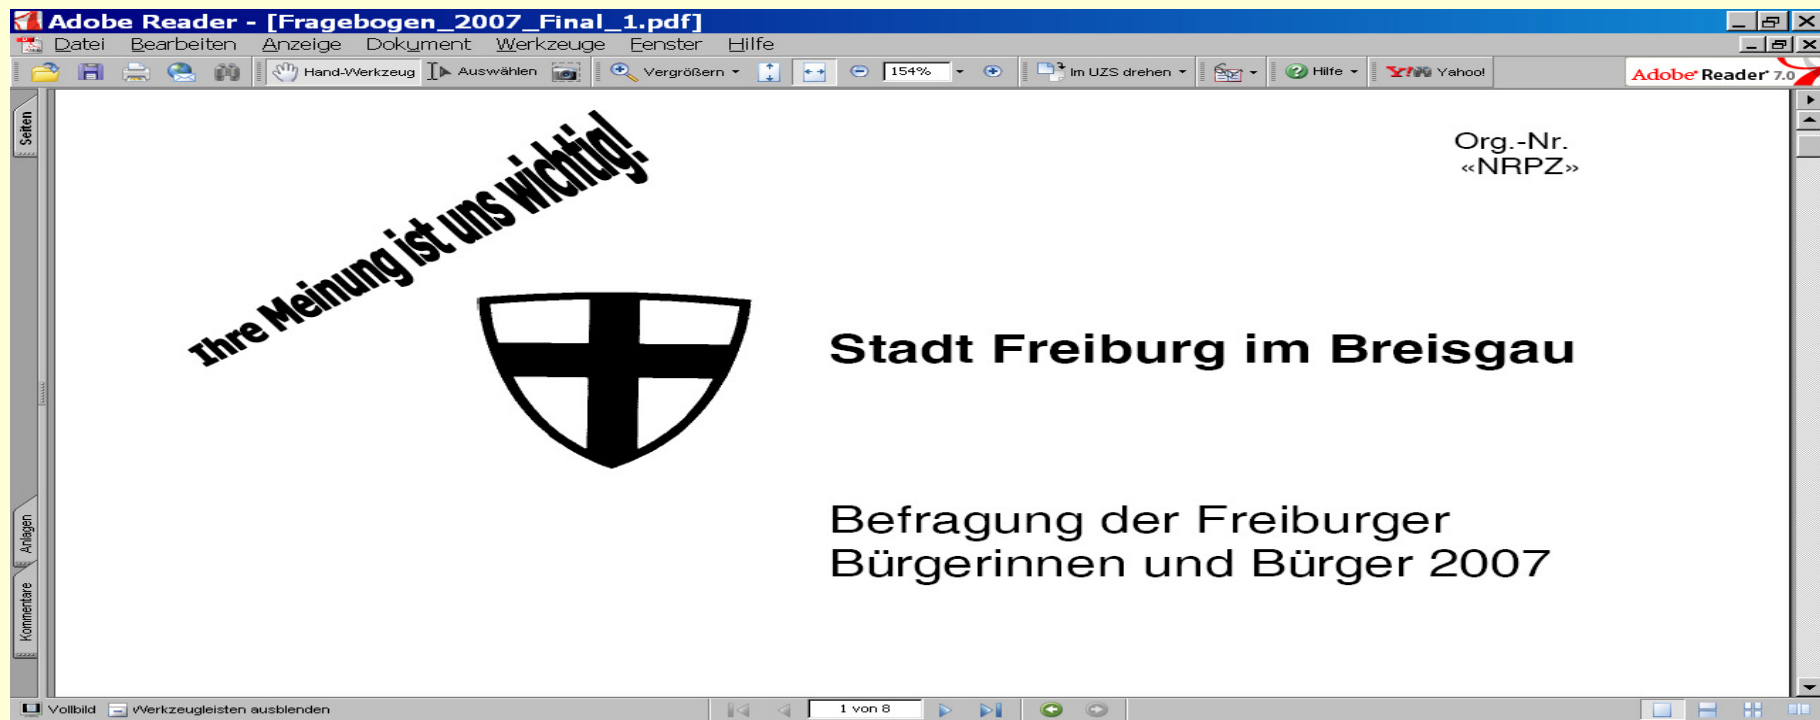 Adobe Reader - [Fragebogen_2007_Final_1.pdf]
Datei Bearbeiten Anzeige Dokument Werkzeuge Fenster Hilfe
Hand-Werkzeug Auswählen Vergrößern 154% Im UZS drehen Hilfe Y! Yahoo! Adobe Reader 7.0
Seiten
Ihre Meinung ist uns wichtig!
Org.-Nr.
«NRPZ»
Stadt Freiburg im Breisgau
Befragung der Freiburger
Bürgerinnen und Bürger 2007
Anlagen
Kommentare
Vollbild Werkzeugleisten ausblenden 1 von 8